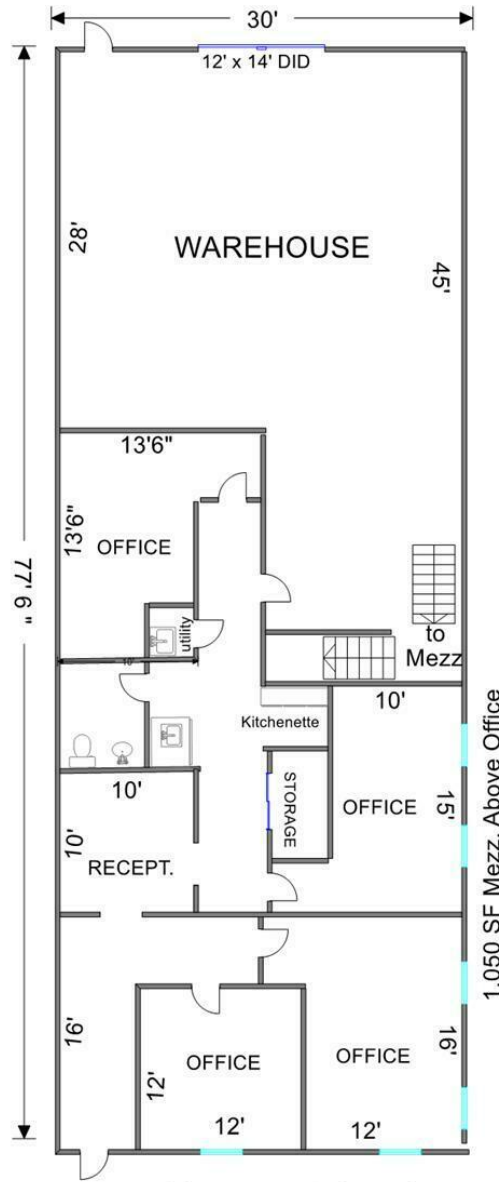 30'
12' x 14' DID
28'
WAREHOUSE
45'
13'6"
13'6"
OFFICE
77' 6 "
utility
to
Mezz
10'
10'
Kitchenette
10'
STORAGE
OFFICE
15'
10'
RECEPT.
1,050 SF Mezz. Above Office
16'
OFFICE
OFFICE
16'
12'
12'
12'